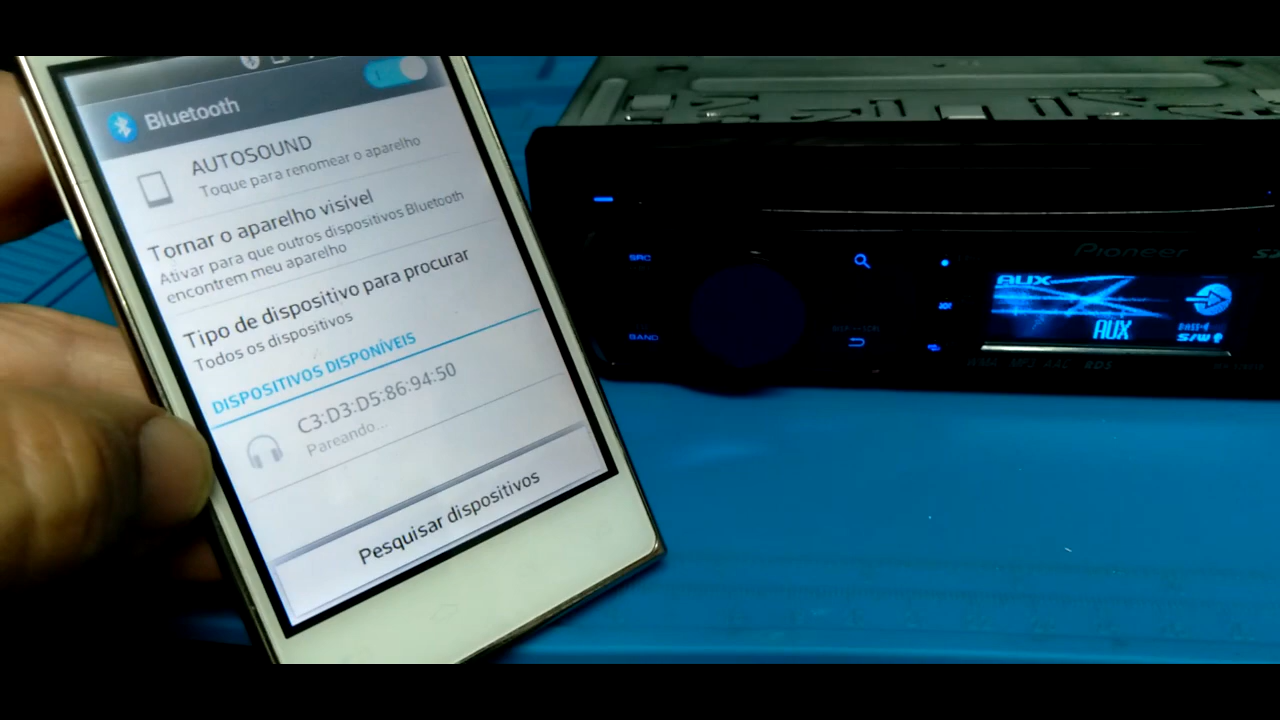 Bluetooth
AUTOSOUND
Toque para renomear o aparelho
Tornar o aparelho visível
Ativar para que outros dispositivos Bluetooth
encontrem meu aparelho
Tipo de dispositivo para procurar
Todos os dispositivos
DISPOSITIVOS DISPONÍVEIS
C3:D3:D5:86:94:50
Pareando...
Pesquisar dispositivos
Pioneer
SRC
BAND
AUX
AUX
S/W
RDS